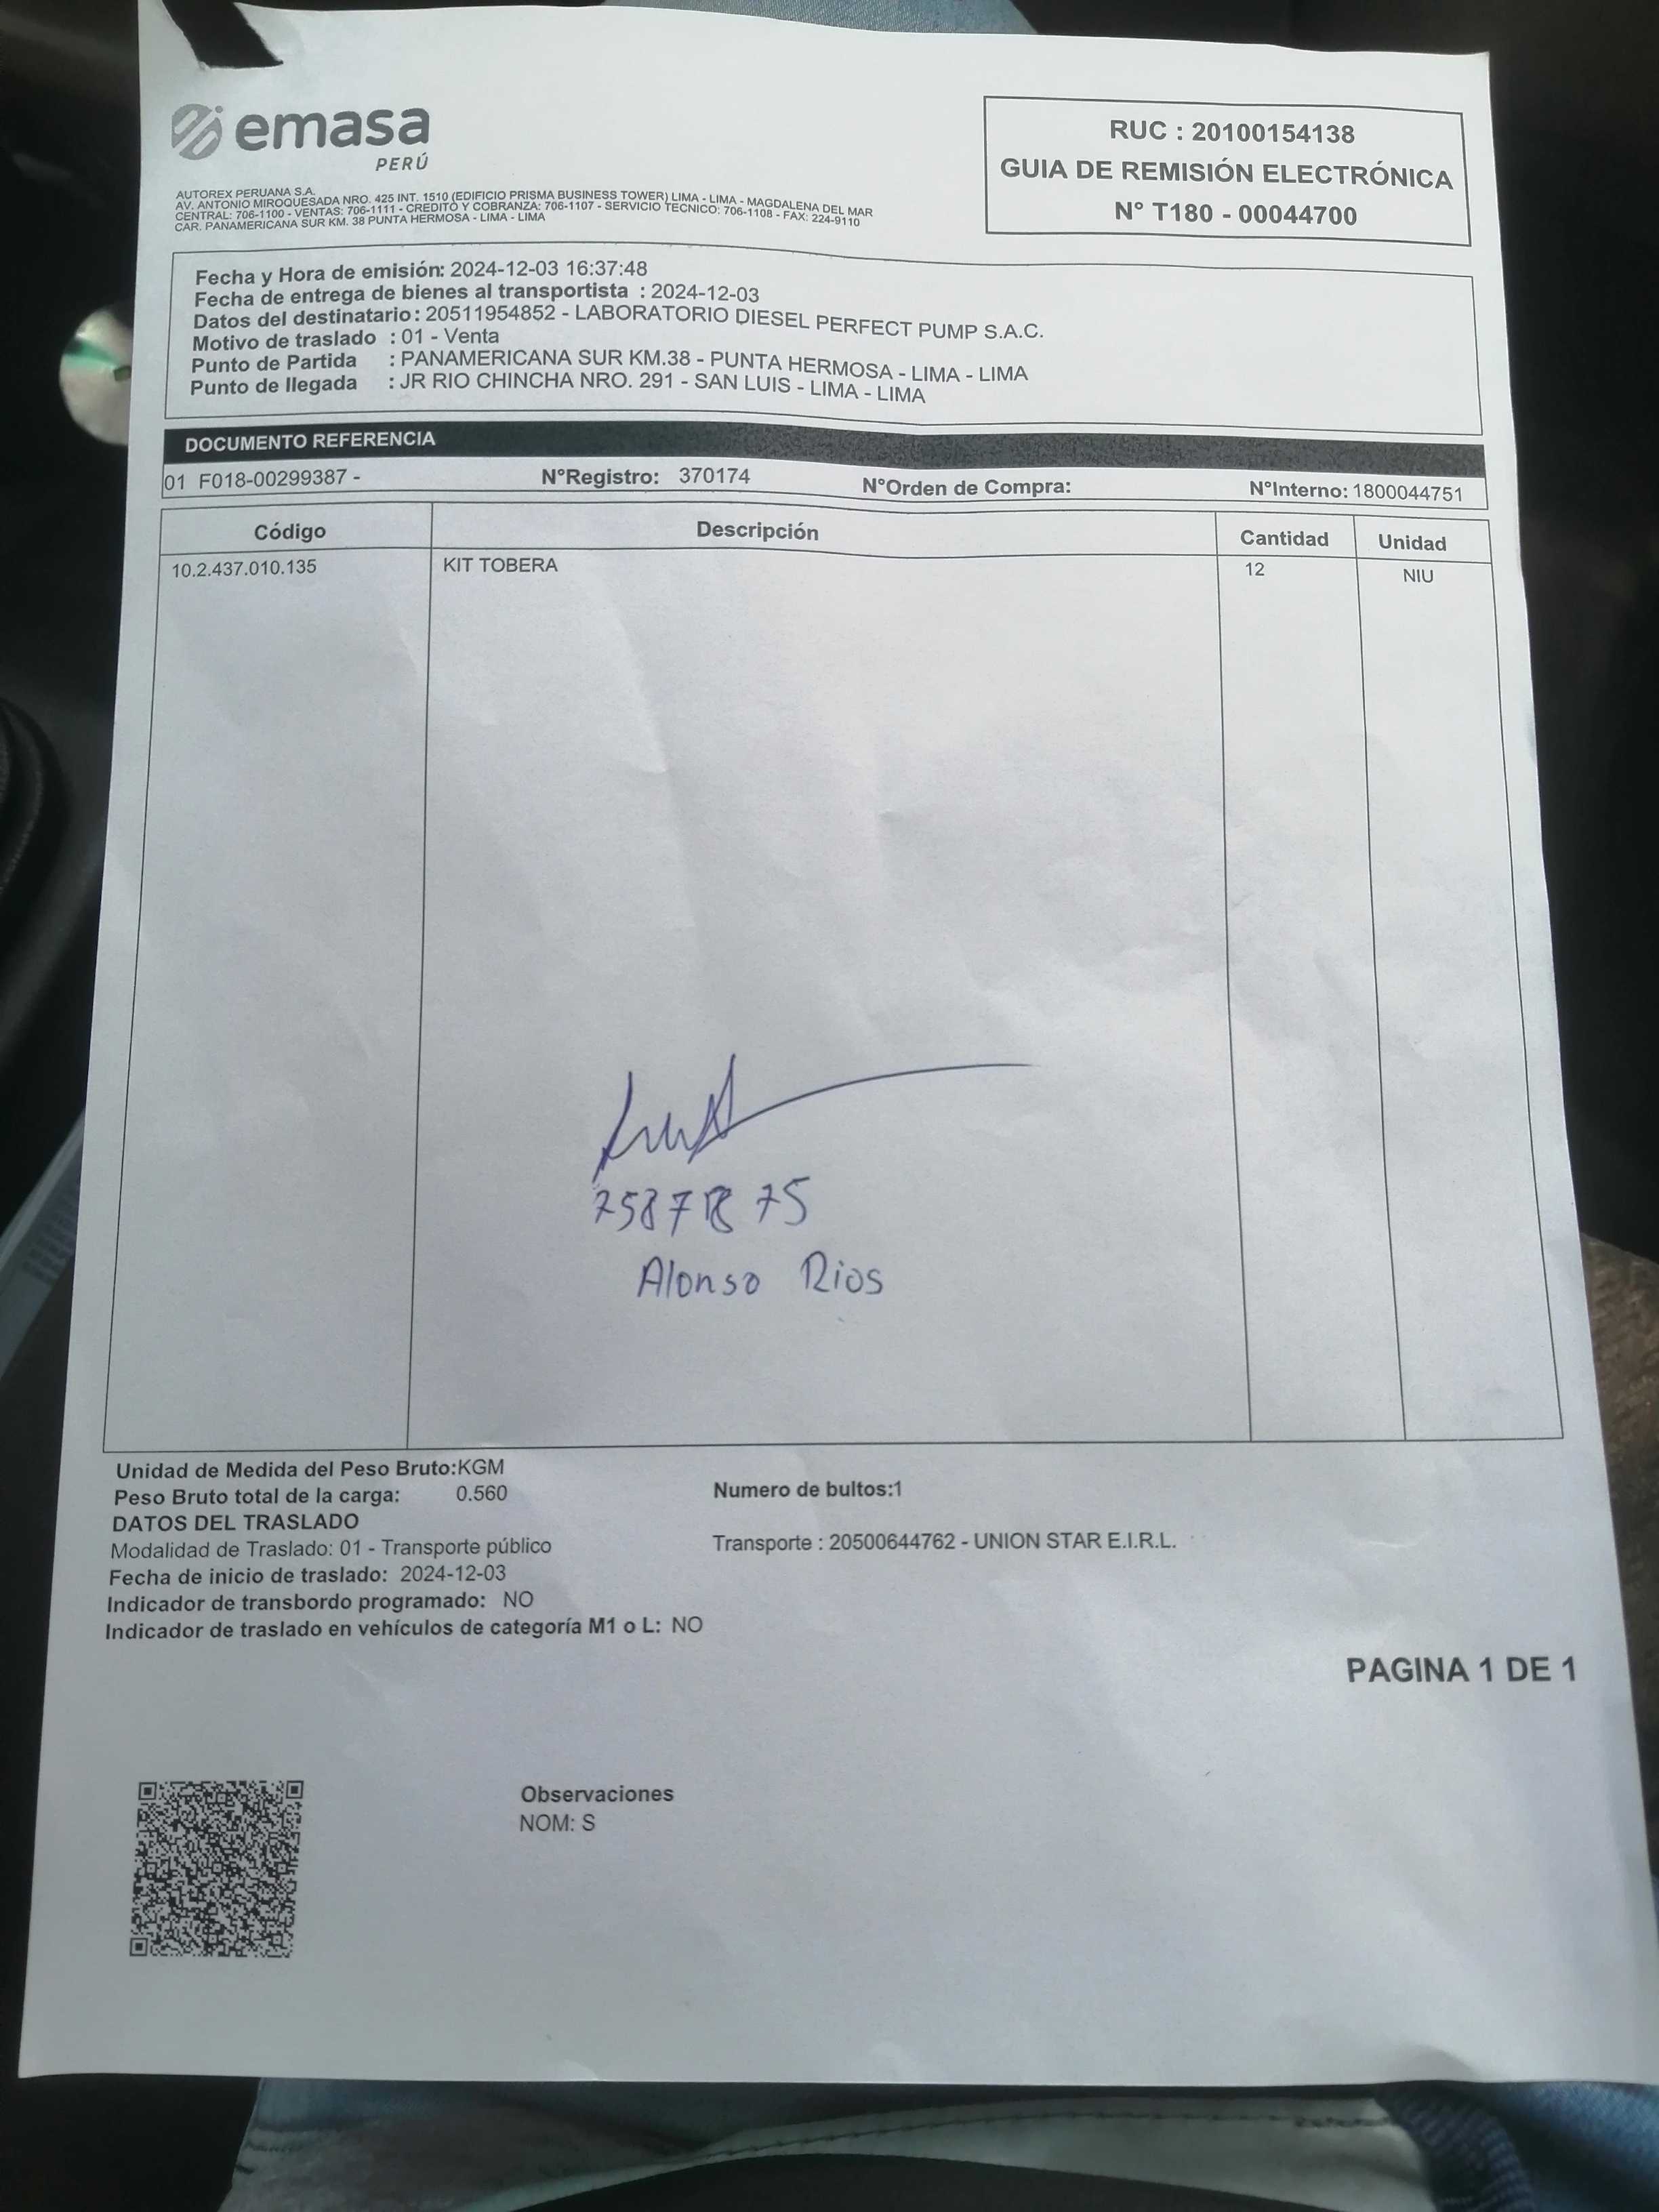 emasa
PERÚ
AUTOREX PERUANA S.A.
AV. ANTONIO MIROQUESADA NRO. 425 INT. 1510 (EDIFICIO PRISMA BUSINESS TOWER) LIMA - LIMA - MAGDALENA DEL MAR
CENTRAL: 706-1100 - VENTAS: 706-1111 - CREDITO Y COBRANZA: 706-1107 - SERVICIO TECNICO: 706-1108 - FAX: 224-9110
CAR. PANAMERICANA SUR KM. 38 PUNTA HERMOSA - LIMA - LIMA
RUC : 20100154138
GUIA DE REMISIÓN ELECTRÓNICA
N° T180 - 00044700
Fecha y Hora de emisión: 2024-12-03 16:37:48
Fecha de entrega de bienes al transportista : 2024-12-03
Datos del destinatario: 20511954852 - LABORATORIO DIESEL PERFECT PUMP S.A.C.
Motivo de traslado : 01 - Venta
Punto de Partida : PANAMERICANA SUR KM.38 - PUNTA HERMOSA - LIMA - LIMA
Punto de llegada : JR RIO CHINCHA NRO. 291 - SAN LUIS - LIMA - LIMA
DOCUMENTO REFERENCIA
01 F018-00299387 - N°Registro: 370174 N°Orden de Compra: N°Interno: 1800044751
Código Descripción Cantidad Unidad
10.2.437.010.135 KIT TOBERA 12 NIU
Alonso Rios
Unidad de Medida del Peso Bruto:KGM
Peso Bruto total de la carga: 0.560 Numero de bultos:1
DATOS DEL TRASLADO
Modalidad de Traslado: 01 - Transporte público Transporte : 20500644762 - UNION STAR E.I.R.L.
Fecha de inicio de traslado: 2024-12-03
Indicador de transbordo programado: NO
Indicador de traslado en vehículos de categoría M1 o L: NO
PAGINA 1 DE 1
Observaciones
NOM: S